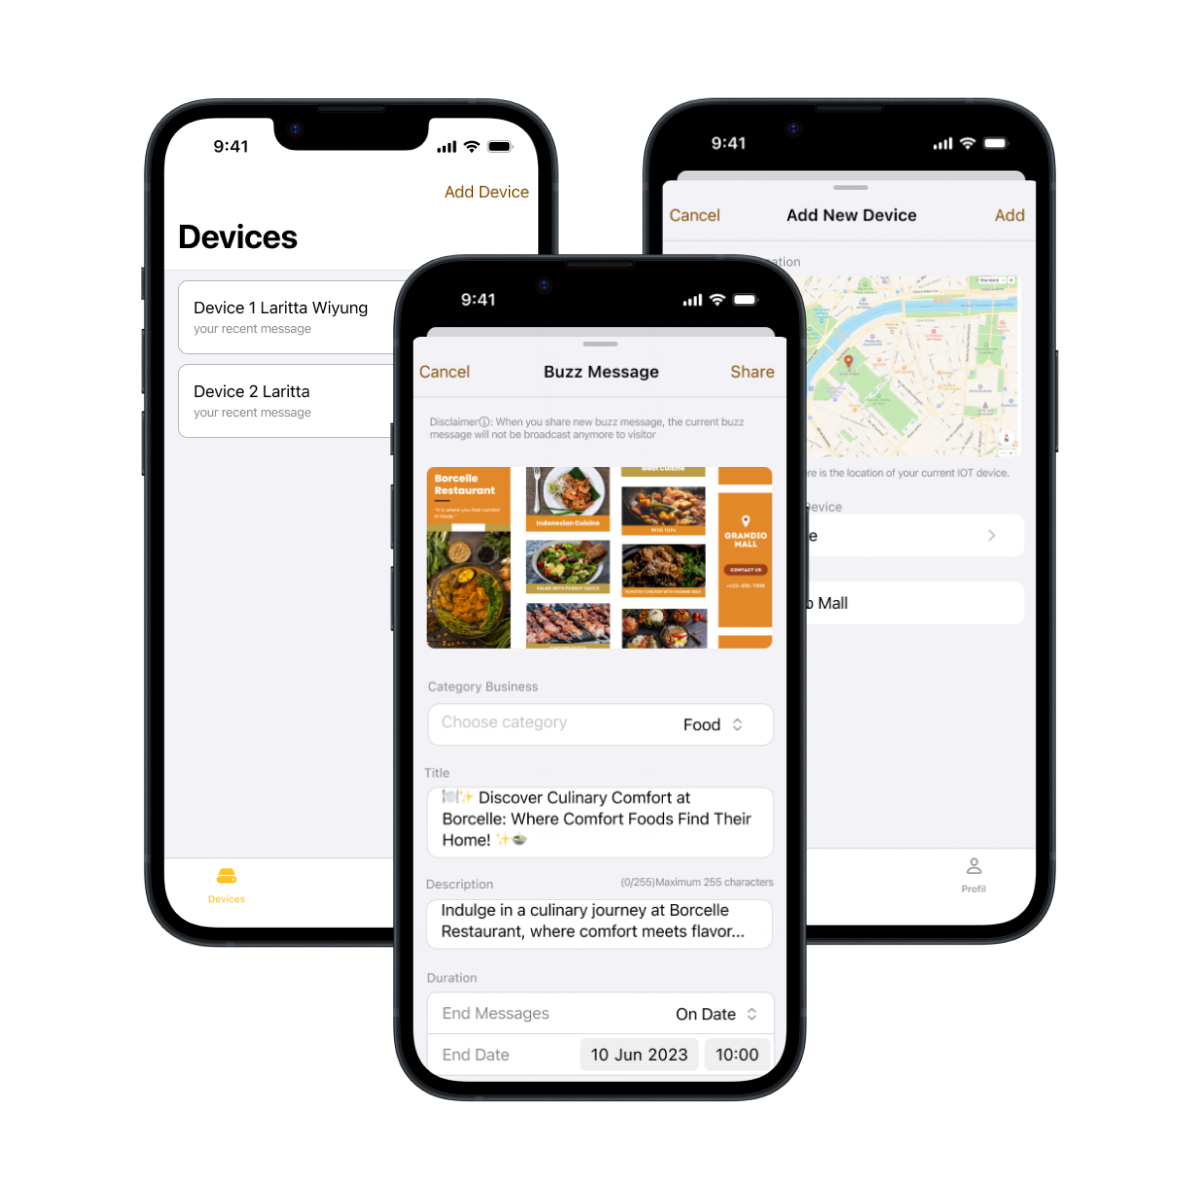 9:41
Add Device
Devices
Device 1 Laritta Wiyung
your recent message
Device 2 Laritta
your recent message
Devices
9:41
Cancel
Buzz Message
Share
Disclaimerⓘ: When you share new buzz message, the current buzz
message will not be broadcast anymore to visitor
Borcelle
Restaurant
Indonesian Cuisine
GRANDIO
MALL
CONTACT US
Category Business
Choose category
Food
Title
🍽️✨ Discover Culinary Comfort at
Borcelle: Where Comfort Foods Find Their
Home! ✨🍲
Description
(0/255)Maximum 255 characters
Indulge in a culinary journey at Borcelle
Restaurant, where comfort meets flavor...
Duration
End Messages
On Date
End Date
10 Jun 2023
10:00
9:41
Cancel
Add New Device
Add
is the location of your current IOT device.
Device
Mall
Profil